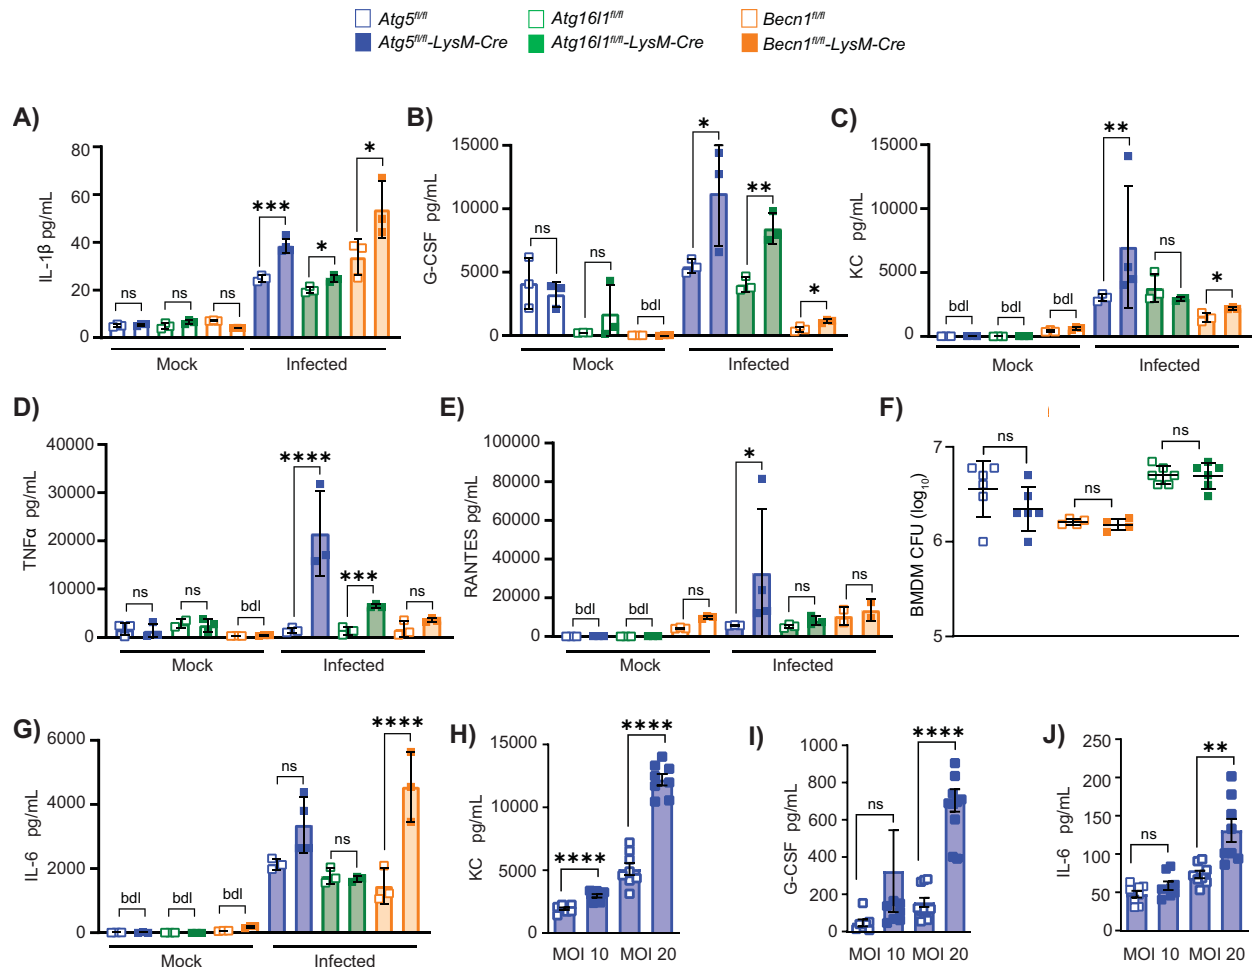 Atg5fl/fl Atg16l1fl/fl Becn1fl/fl
Atg5fl/fl-LysM-Cre Atg16l1fl/fl-LysM-Cre Becn1fl/fl-LysM-Cre
A)
IL-1β pg/mL
80
60
40
20
0
ns ns ns *** * *
Mock Infected
B)
G-CSF pg/mL
15000
10000
5000
0
ns ns bdl * ** *
Mock Infected
C)
KC pg/mL
15000
10000
5000
0
bdl bdl bdl ** ns *
Mock Infected
D)
TNFα pg/mL
40000
30000
20000
10000
0
ns ns bdl **** *** ns
Mock Infected
E)
RANTES pg/mL
100000
80000
60000
40000
20000
0
bdl bdl ns * ns ns
Mock Infected
F)
BMDM CFU (log10)
7
6
5
ns ns ns
G)
IL-6 pg/mL
6000
4000
2000
0
bdl bdl bdl ns ns ****
Mock Infected
H)
KC pg/mL
15000
10000
5000
0
**** ****
MOI 10 MOI 20
I)
G-CSF pg/mL
1000
800
600
400
200
0
ns ****
MOI 10 MOI 20
J)
IL-6 pg/mL
250
200
150
100
50
0
ns **
MOI 10 MOI 20